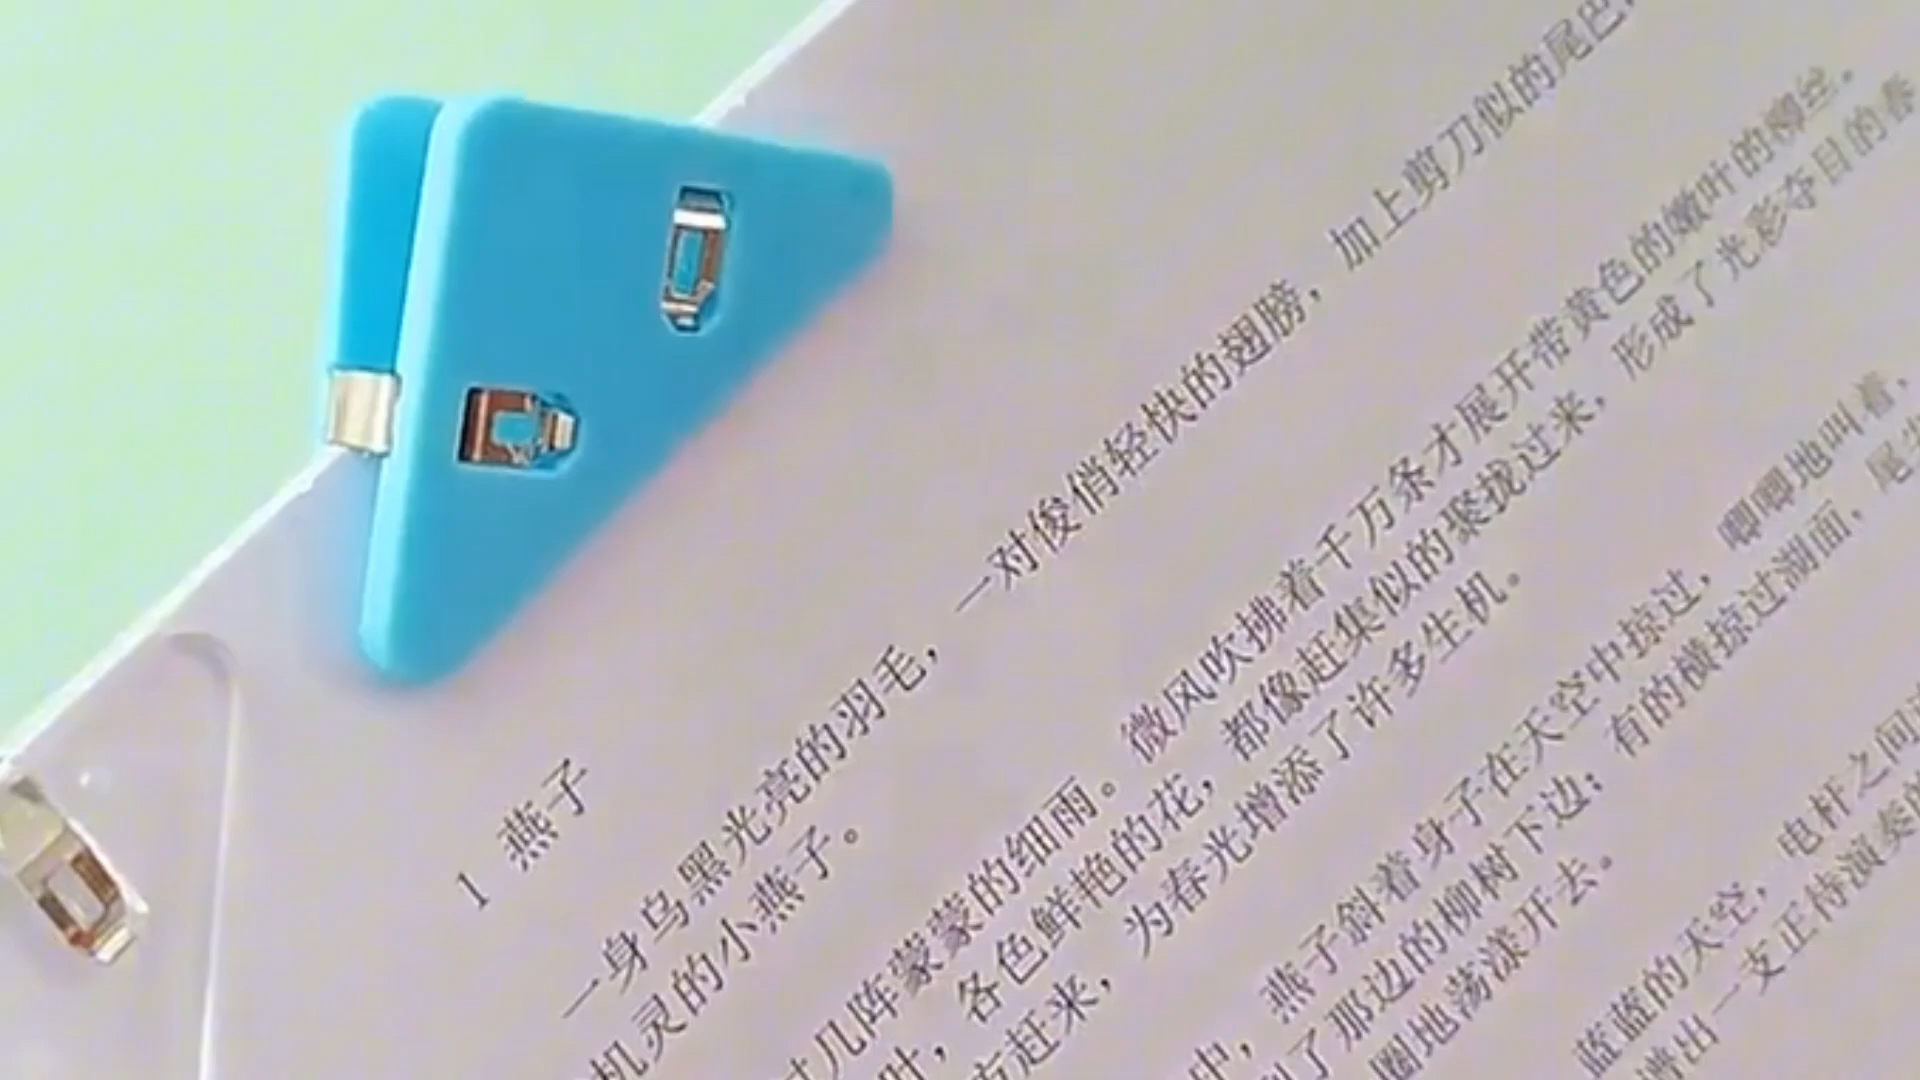 1 燕子
一身乌黑光亮的羽毛，一对俊俏轻快的翅膀，加上剪刀似的尾巴，
机灵的小燕子。
几阵蒙蒙的细雨。微风吹拂着千万条才展开带黄色的嫩叶的柳丝。
叶，各色鲜艳的花，都像赶集似的聚拢过来，形成了光彩夺目的春
方赶来，为春光增添了许多生机。
中，燕子斜着身子在天空中掠过，唧唧地叫着，
到了那边的柳树下边；有的横掠过湖面，尾尖
圈地荡漾开去。
蓝蓝的天空，电杆之间
谱出一支正待演奏的